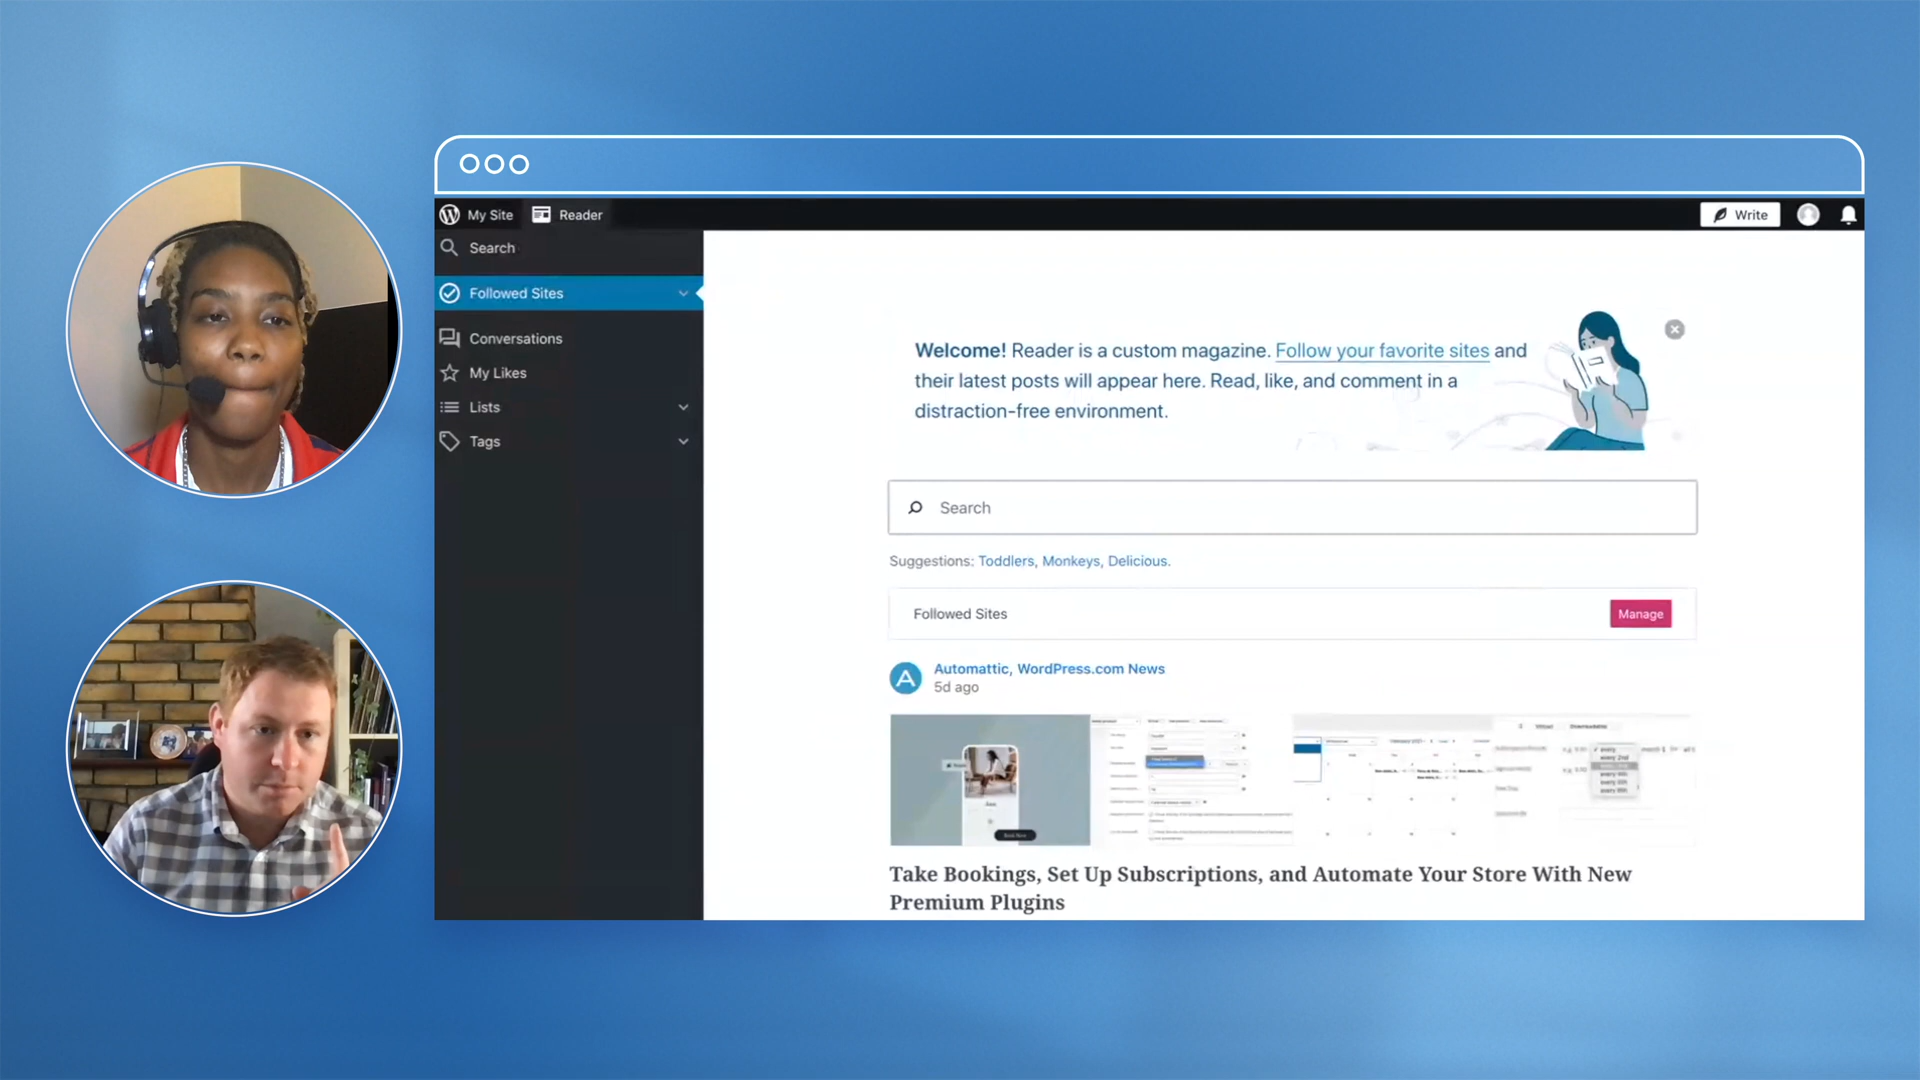 My Site
Reader
Write
Search
Followed Sites
Conversations
My Likes
Lists
Tags
Welcome! Reader is a custom magazine. Follow your favorite sites and
their latest posts will appear here. Read, like, and comment in a
distraction-free environment.
Search
Suggestions: Toddlers, Monkeys, Delicious.
Followed Sites
Manage
Automattic, WordPress.com News
5d ago
Take Bookings, Set Up Subscriptions, and Automate Your Store With New
Premium Plugins